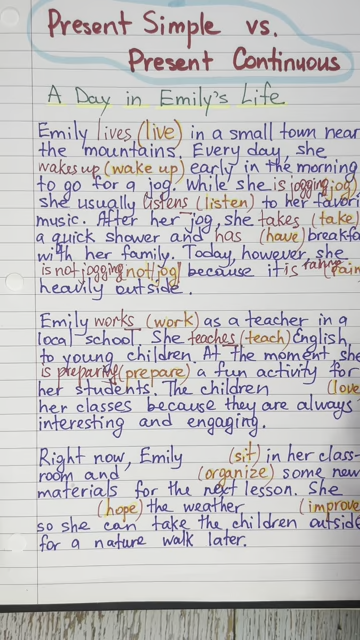 Present Simple vs.
Present Continuous
A Day in Emily's Life
Emily lives (live) in a small town near
the mountains. Every day, she
wakes up (wake up) early in the morning
to go for a jog. While she is jogging(jog),
she usually listens (listen) to her favori
music. After her jog, she takes (take)
a quick shower and has (have) breakfa
with her family. Today, however, she
is not jogging not(jog) because it is
heavily outside.
Emily works (work) as a teacher in a
local school. She teaches (teach) English
to young children. At the moment she
is preparing (prepare) a fun activity for
her students. The children (love
her classes because they are always
interesting and engaging.
Right now, Emily (sit) in her class-
room and (organize) some new
materials for the next lesson. She
(hope) the weather (improve
so she can take the children outside
for a nature walk later.